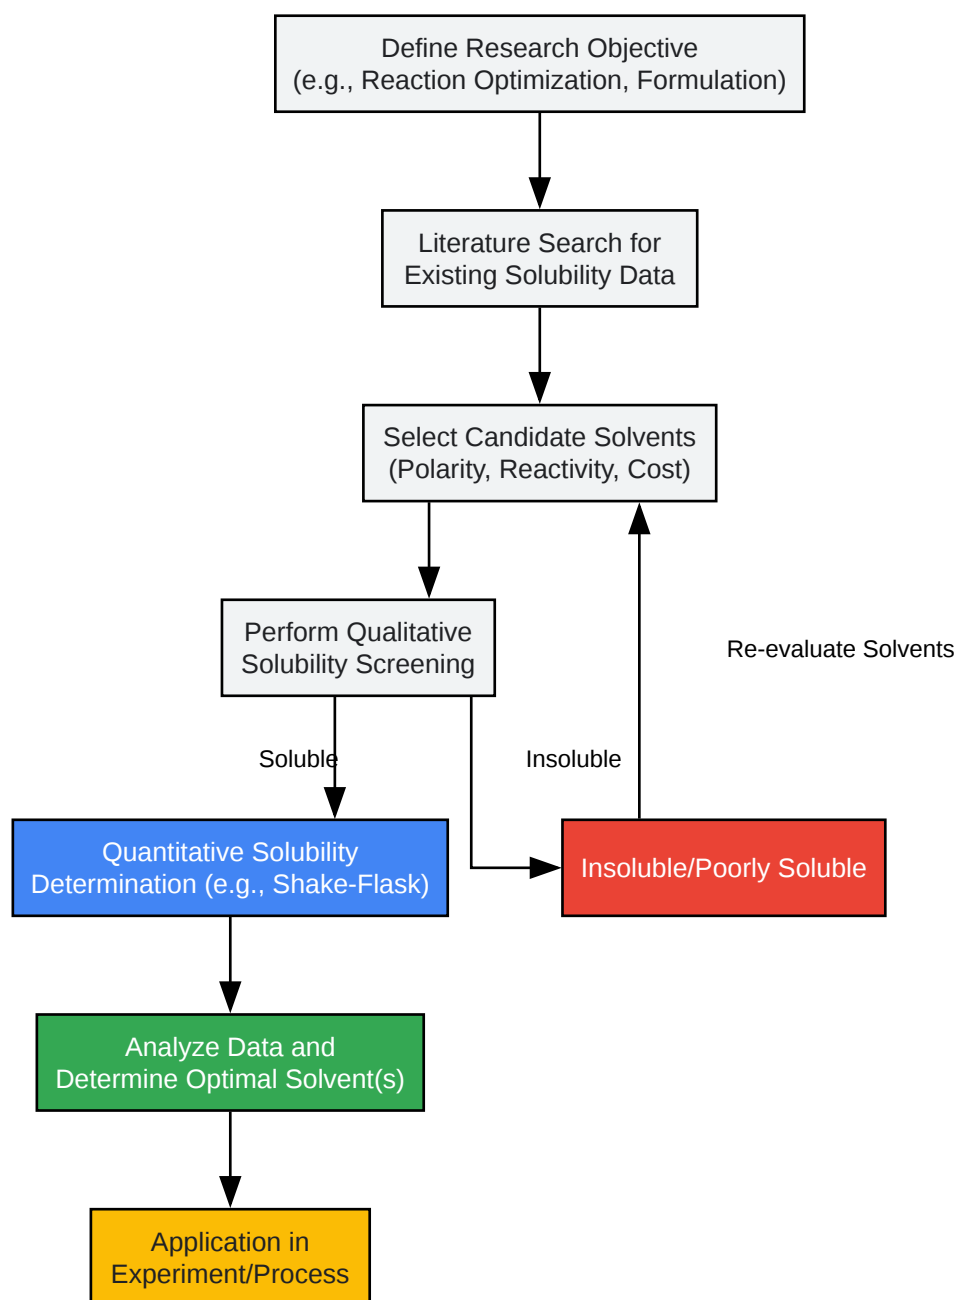 Define Research Objective
(e.g., Reaction Optimization, Formulation)
Literature Search for
Existing Solubility Data
Select Candidate Solvents
(Polarity, Reactivity, Cost)
Perform Qualitative
Solubility Screening
Re-evaluate Solvents
Soluble
Insoluble
Quantitative Solubility
Determination (e.g., Shake-Flask)
Insoluble/Poorly Soluble
Analyze Data and
Determine Optimal Solvent(s)
Application in
Experiment/Process